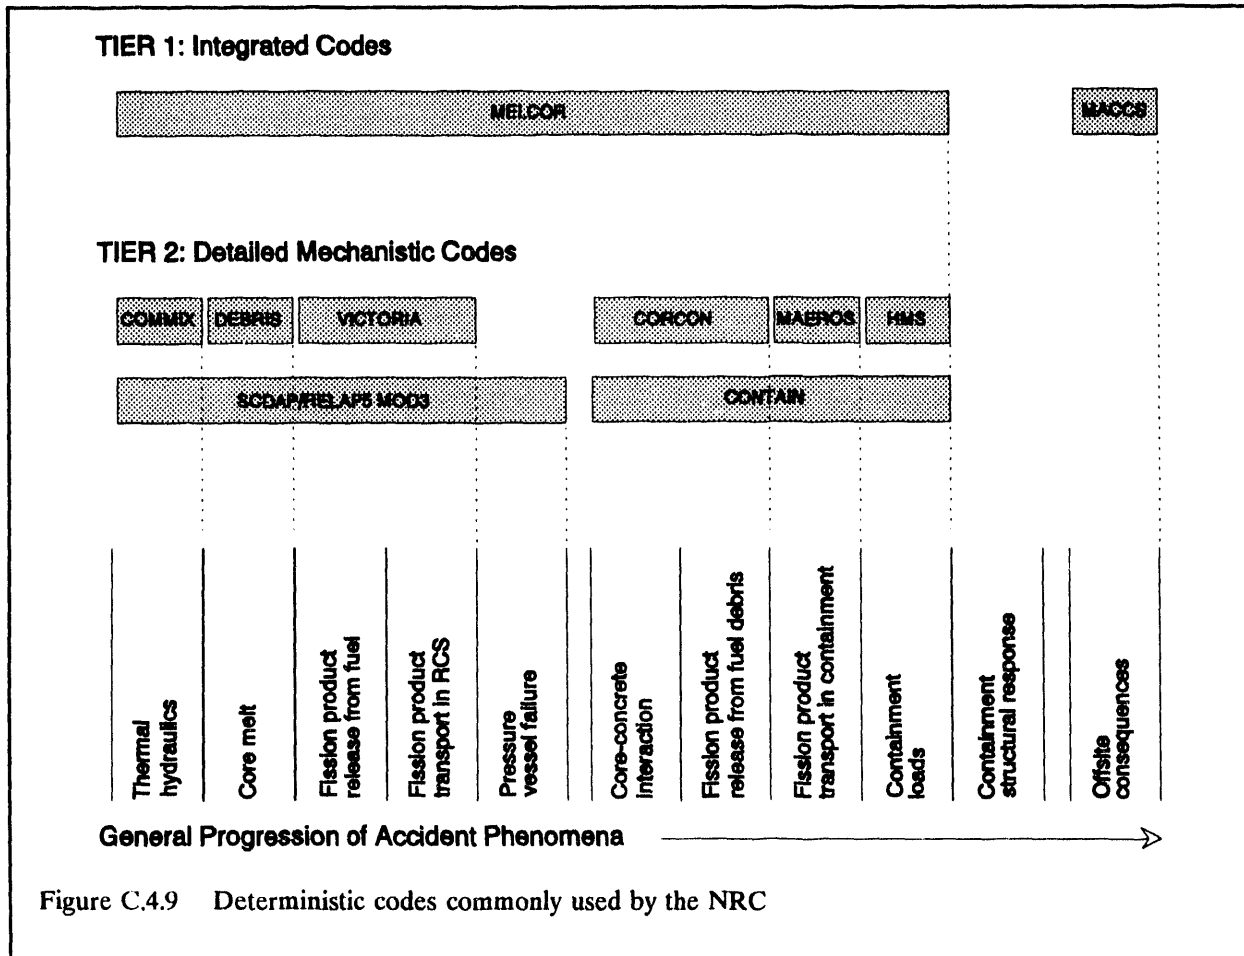 TIER 1: Integrated Codes
MELCOR
MACCS
TIER 2: Detailed Mechanistic Codes
COMMIX
DEBRIS
VICTORIA
CORCON
MAEROS
HMS
SCDAP/RELAP5 MOD3
CONTAIN
Thermal
hydraulics
Core melt
Fission product
release from fuel
Fission product
transport in RCS
Pressure
vessel failure
Core-concrete
interaction
Fission product
release from fuel debris
Fission product
transport in containment
Containment
loads
Containment
structural response
Offsite
consequences
General Progression of Accident Phenomena
Figure C.4.9 Deterministic codes commonly used by the NRC